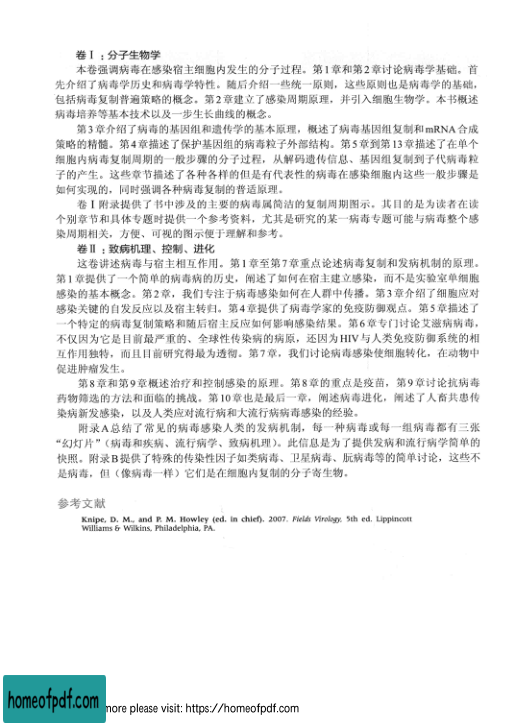 卷Ⅰ：分子生物学
本卷强调病毒在感染宿主细胞内发生的分子过程。第1章和第2章讨论病毒学基础。首
先介绍了病毒学历史和病毒学特性。随后介绍一些统一原则，这些原则也是病毒学的基础，
包括病毒复制普遍策略的概念。第2章建立了感染周期原理，并引入细胞生物学。本书概述
病毒培养等基本技术以及一步生长曲线的概念。
第3章介绍了病毒的基因组和遗传学的基本原理，概述了病毒基因组复制和mRNA合成
策略的精髓。第4章描述了保护基因组的病毒粒子外部结构。第5章到第13章描述了在单个
细胞内病毒复制周期的一般步骤的分子过程，从解码遗传信息、基因组复制到子代病毒粒
子的产生。这些章节描述了各种各样的但是有代表性的病毒在感染细胞内这些一般步骤是
如何实现的，同时强调各种病毒复制的普适原理。
卷Ⅰ附录提供了书中涉及的主要的病毒属简洁的复制周期图示。其目的是为读者在读
个别章节和具体专题时提供一个参考资料，尤其是研究的某一病毒专题可能与病毒整个感
染周期相关，方便、可视的图示便于理解和参考。
卷Ⅱ：致病机理、控制、进化
这卷讲述病毒与宿主相互作用。第1章至第7章重点论述病毒复制和发病机制的原理。
第1章提供了一个简单的病毒病的历史，阐述了如何在宿主建立感染，而不是实验室单细胞
感染的基本概念。第2章，我们专注于病毒感染如何在人群中传播。第3章介绍了细胞应对
感染关键的自发反应以及宿主转归。第4章提供了病毒学家的免疫防御观点。第5章描述了
一个特定的病毒复制策略和随后宿主反应如何影响感染结果。第6章专门讨论艾滋病病毒，
不仅因为它是目前最严重的、全球性传染病的病原，还因为HIV与人类免疫防御系统的相
互作用独特，而且目前研究得最为透彻。第7章，我们讨论病毒感染使细胞转化，在动物中
促进肿瘤发生。
第8章和第9章概述治疗和控制感染的原理。第8章的重点是疫苗，第9章讨论抗病毒
药物筛选的方法和面临的挑战。第10章也是最后一章，阐述病毒进化，阐述了人畜共患传
染病新发感染，以及人类应对流行病和大流行病病毒感染的经验。
附录A总结了常见的病毒感染人类的发病机制，每一种病毒或每一组病毒都有三张
“幻灯片”（病毒和疾病、流行病学、致病机理）。此信息是为了提供发病和流行病学简单的
快照。附录B提供了特殊的传染性因子如类病毒、卫星病毒、朊病毒等的简单讨论，这些不
是病毒，但（像病毒一样）它们是在细胞内复制的分子寄生物。
参考文献
Knipe, D. M., and P. M. Howley (ed. in chief). 2007. Fields Virology, 5th ed. Lippincott
Williams & Wilkins, Philadelphia, PA.
homeofpdf.com
more please visit: https://homeofpdf.com